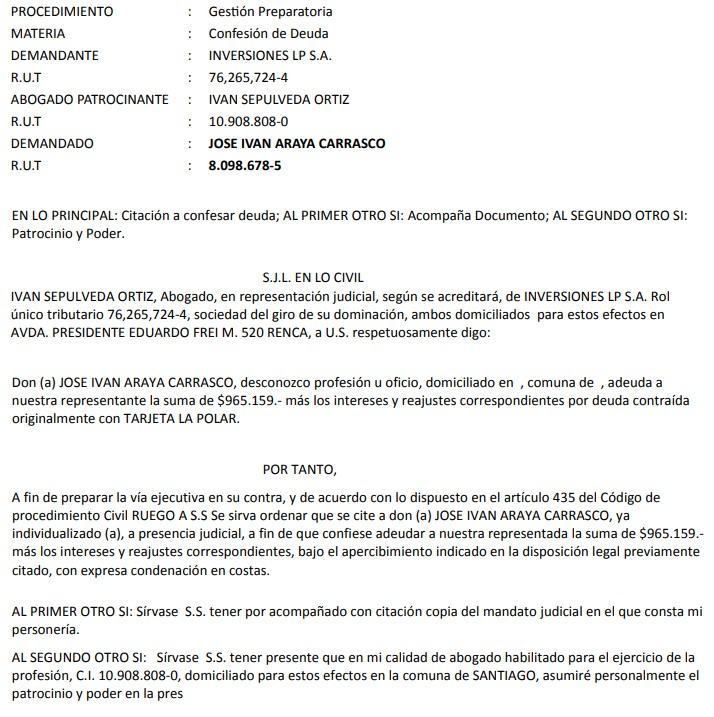 PROCEDIMIENTO : Gestión Preparatoria
MATERIA : Confesión de Deuda
DEMANDANTE : INVERSIONES LP S.A.
R.U.T : 76,265,724-4
ABOGADO PATROCINANTE : IVAN SEPULVEDA ORTIZ
R.U.T : 10.908.808-0
DEMANDADO : JOSE IVAN ARAYA CARRASCO
R.U.T : 8.098.678-5
EN LO PRINCIPAL: Citación a confesar deuda; AL PRIMER OTRO SI: Acompaña Documento; AL SEGUNDO OTRO SI:
Patrocinio y Poder.
S.J.L. EN LO CIVIL
IVAN SEPULVEDA ORTIZ, Abogado, en representación judicial, según se acreditará, de INVERSIONES LP S.A. Rol
único tributario 76,265,724-4, sociedad del giro de su dominación, ambos domiciliados para estos efectos en
AVDA. PRESIDENTE EDUARDO FREI M. 520 RENCA, a U.S. respetuosamente digo:
Don (a) JOSE IVAN ARAYA CARRASCO, desconozco profesión u oficio, domiciliado en , comuna de , adeuda a
nuestra representante la suma de $965.159.- más los intereses y reajustes correspondientes por deuda contraída
originalmente con TARJETA LA POLAR.
POR TANTO,
A fin de preparar la vía ejecutiva en su contra, y de acuerdo con lo dispuesto en el artículo 435 del Código de
procedimiento Civil RUEGO A S.S Se sirva ordenar que se cite a don (a) JOSE IVAN ARAYA CARRASCO, ya
individualizado (a), a presencia judicial, a fin de que confiese adeudar a nuestra representada la suma de $965.159.-
más los intereses y reajustes correspondientes, bajo el apercibimiento indicado en la disposición legal previamente
citado, con expresa condenación en costas.
AL PRIMER OTRO SI: Sírvase S.S. tener por acompañado con citación copia del mandato judicial en el que consta mi
personería.
AL SEGUNDO OTRO SI: Sírvase S.S. tener presente que en mi calidad de abogado habilitado para el ejercicio de la
profesión, C.I. 10.908.808-0, domiciliado para estos efectos en la comuna de SANTIAGO, asumiré personalmente el
patrocinio y poder en la pres